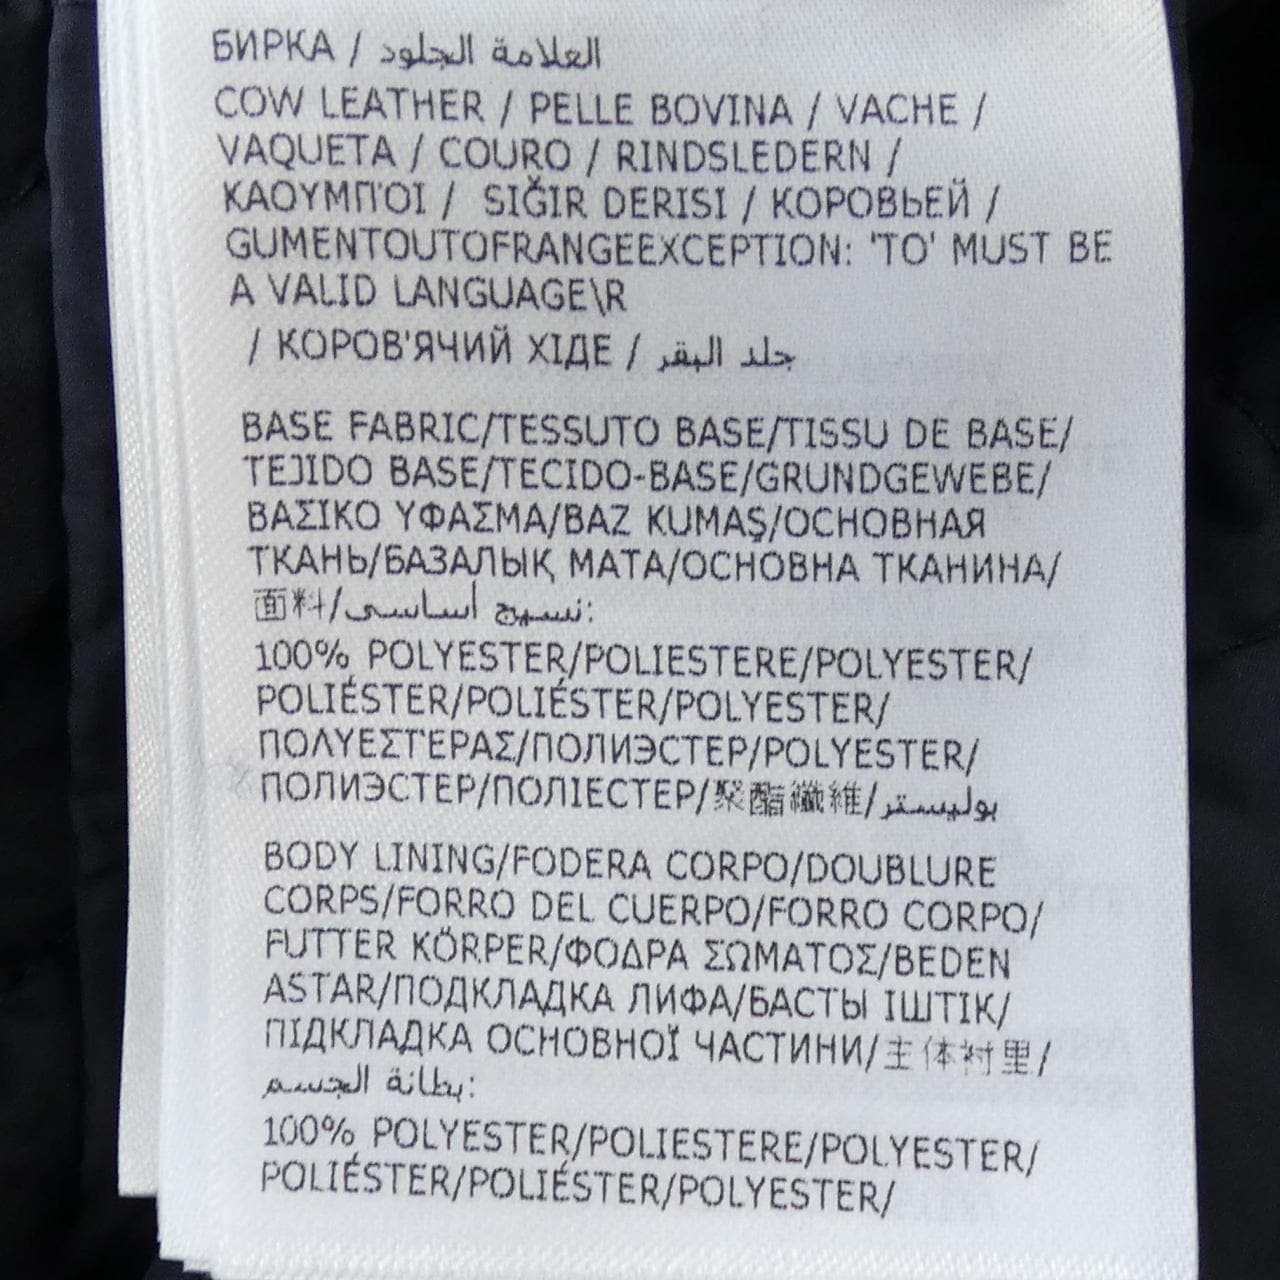 БИРКА / العلامة الجلود
COW LEATHER / PELLE BOVINA / VACHE /
VAQUETA / COURO / RINDSLEDERN /
ΚΑΟΥΜΠΌΙ / SIĞIR DERISI / КОРОВЬЕЙ /
GUMENTOUTOFRANGEEXCEPTION: 'TO' MUST BE
A VALID LANGUAGE\R
/ КОРОВ'ЯЧИЙ ХІДЕ / جلد البقر
BASE FABRIC/TESSUTO BASE/TISSU DE BASE/
TEJIDO BASE/TECIDO-BASE/GRUNDGEWEBE/
ΒΑΣΙΚΟ ΥΦΑΣΜΑ/BAZ KUMAŞ/ОСНОВНАЯ
ТКАНЬ/БАЗАЛЫҚ МАТА/ОСНОВНА ТКАНИНА/
面料/نسيج أساسى:
100% POLYESTER/POLIESTERE/POLYESTER/
POLIÉSTER/POLIÉSTER/POLYESTER/
ΠΟΛΥΕΣΤΕΡΑΣ/ПОЛИЭСТЕР/POLYESTER/
ПОЛИЭСТЕР/ПОЛІЕСТЕР/聚酯纖維/بوليستر
BODY LINING/FODERA CORPO/DOUBLURE
CORPS/FORRO DEL CUERPO/FORRO CORPO/
FUTTER KÖRPER/ΦΟΔΡΑ ΣΩΜΑΤΟΣ/BEDEN
ASTAR/ПОДКЛАДКА ЛИФА/БАСТЫ ІШТІК/
ПІДКЛАДКА ОСНОВНОЇ ЧАСТИНИ/主体衬里/
بطانة الجسم:
100% POLYESTER/POLIESTERE/POLYESTER/
POLIÉSTER/POLIÉSTER/POLYESTER/